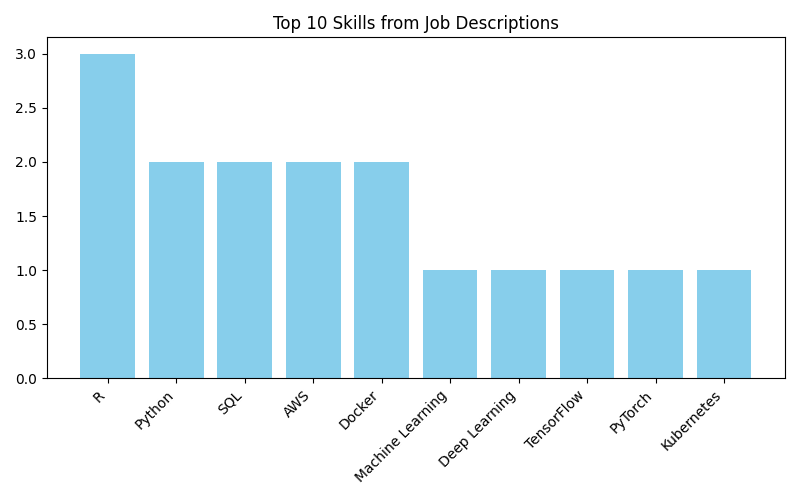 Top 10 Skills from Job Descriptions
3.0
2.5
2.0
1.5
1.0
0.5
0.0
R
Python
SQL
AWS
Docker
Machine Learning
Deep Learning
TensorFlow
PyTorch
Kubernetes